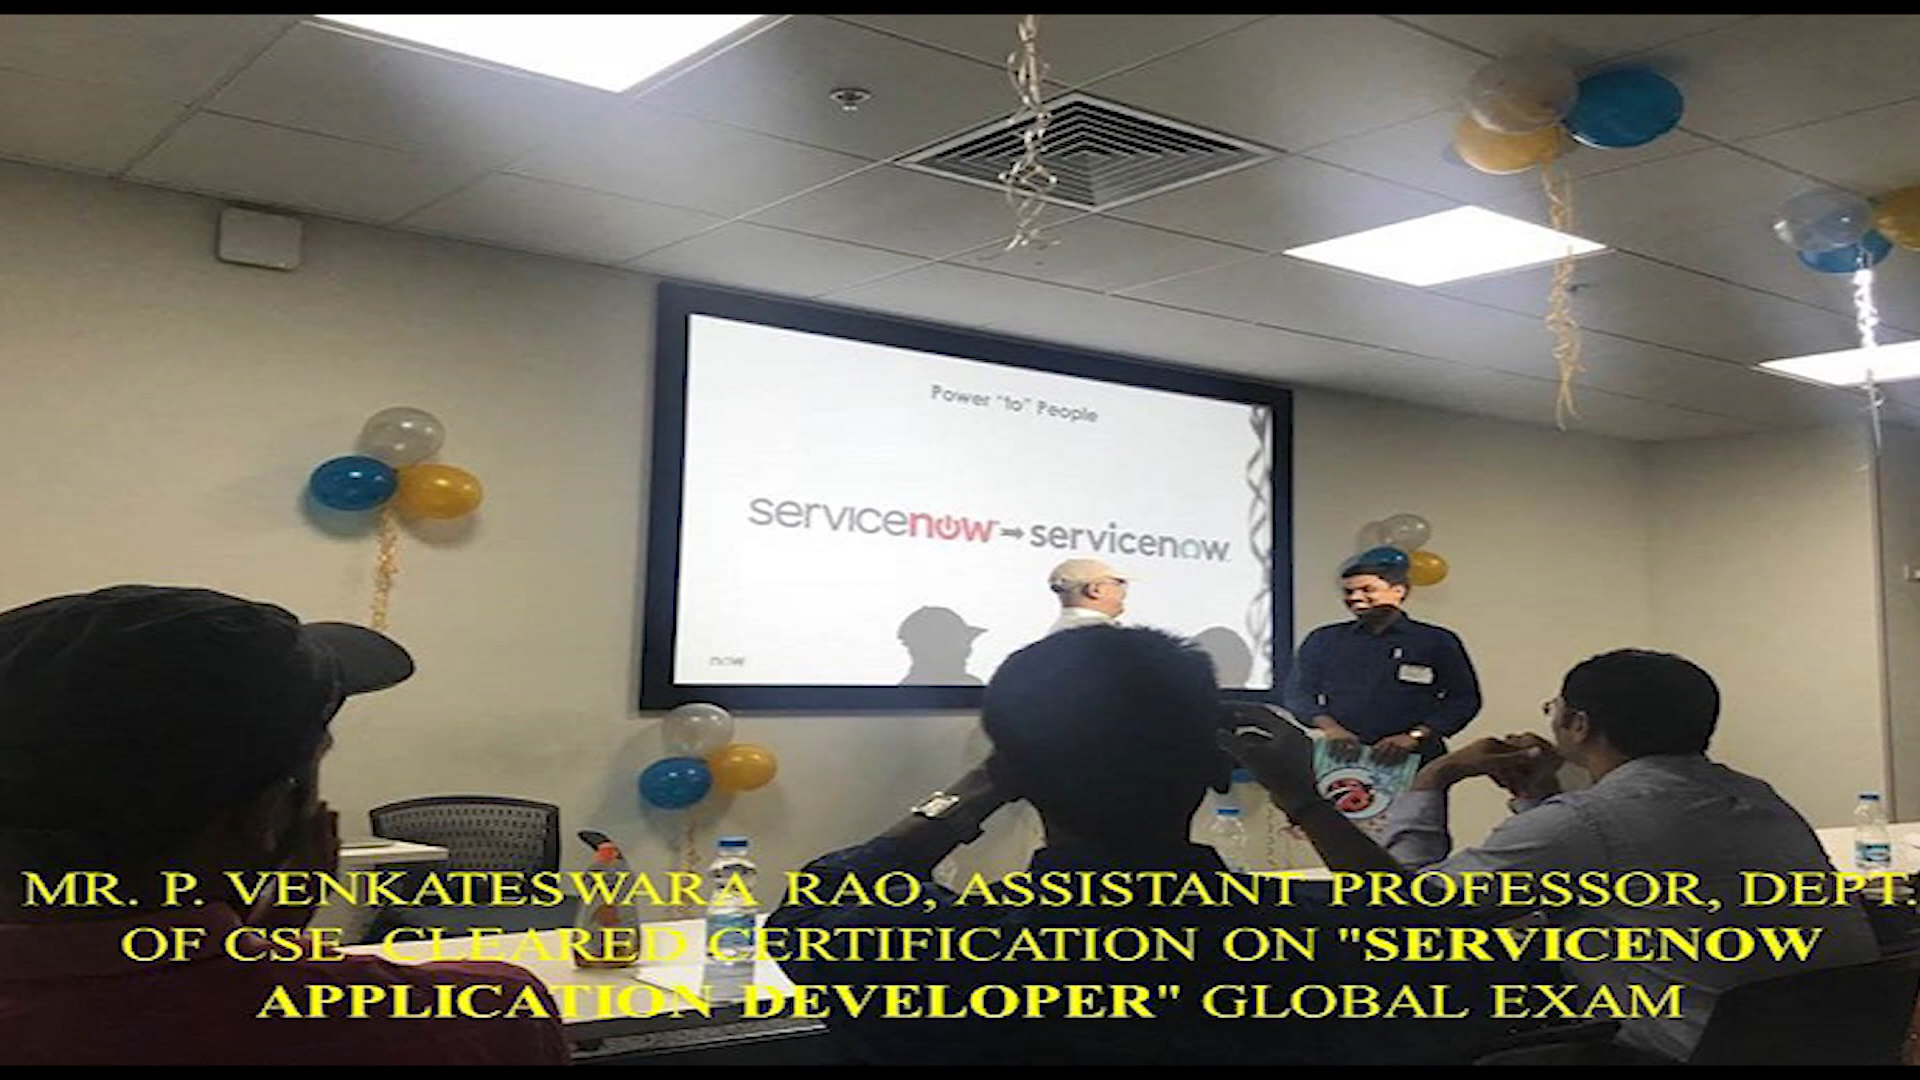 Power "to" People
servicenow → servicenow
now
MR. P. VENKATESWARA RAO, ASSISTANT PROFESSOR, DEPT.
OF CSE CLEARED CERTIFICATION ON "SERVICENOW
APPLICATION DEVELOPER" GLOBAL EXAM